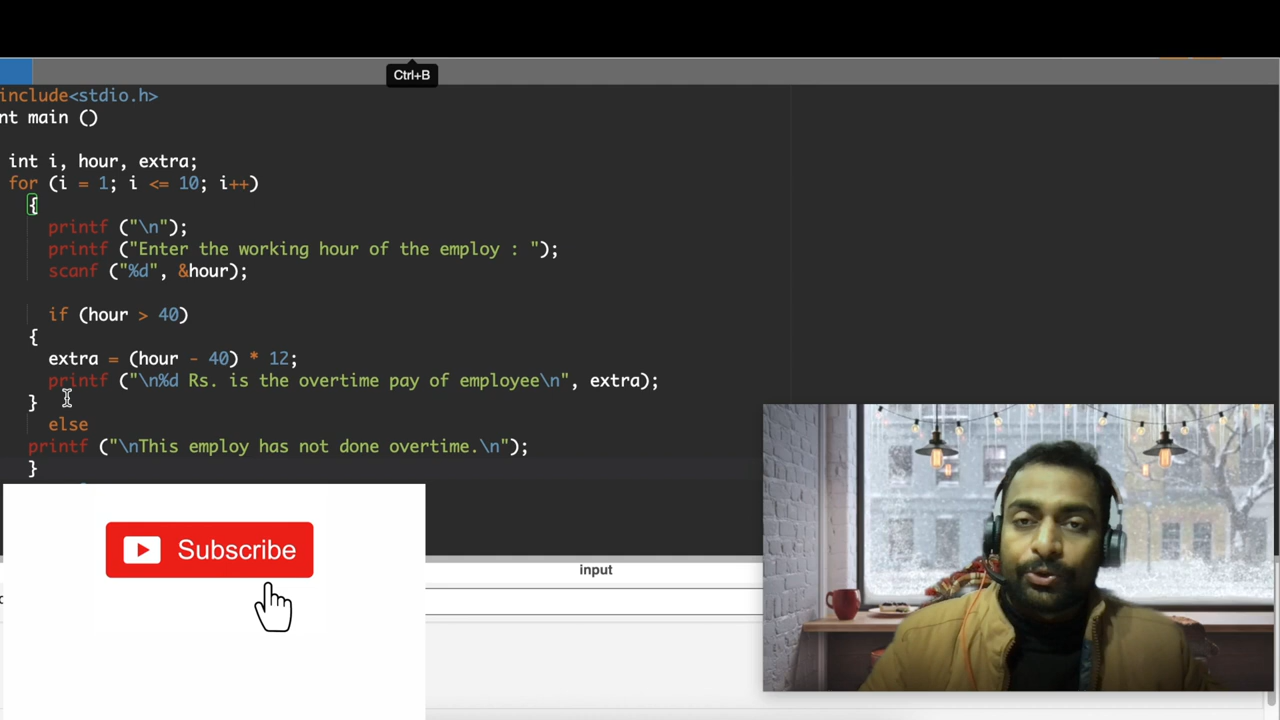 Ctrl+B
include<stdio.h>
nt main ()
int i, hour, extra;
for (i = 1; i <= 10; i++)
{
printf ("\n");
printf ("Enter the working hour of the employ : ");
scanf ("%d", &hour);
if (hour > 40)
{
extra = (hour - 40) * 12;
printf ("\n%d Rs. is the overtime pay of employee\n", extra);
}
else
printf ("\nThis employ has not done overtime.\n");
}
Subscribe
input